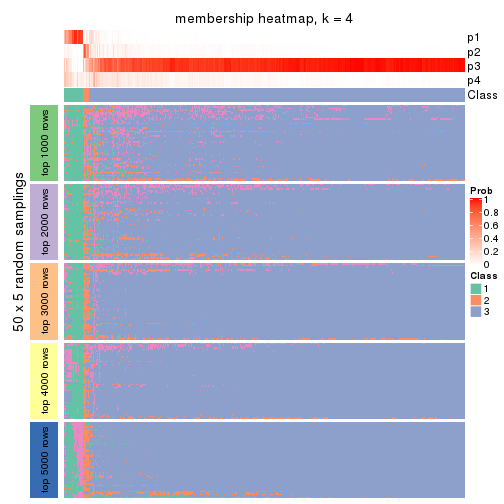 membership heatmap, k = 4
p1
p2
p3
p4
Class
50 x 5 random samplings
top 1000 rows
top 2000 rows
top 3000 rows
top 4000 rows
top 5000 rows
Prob
1
0.8
0.6
0.4
0.2
0
Class
1
2
3